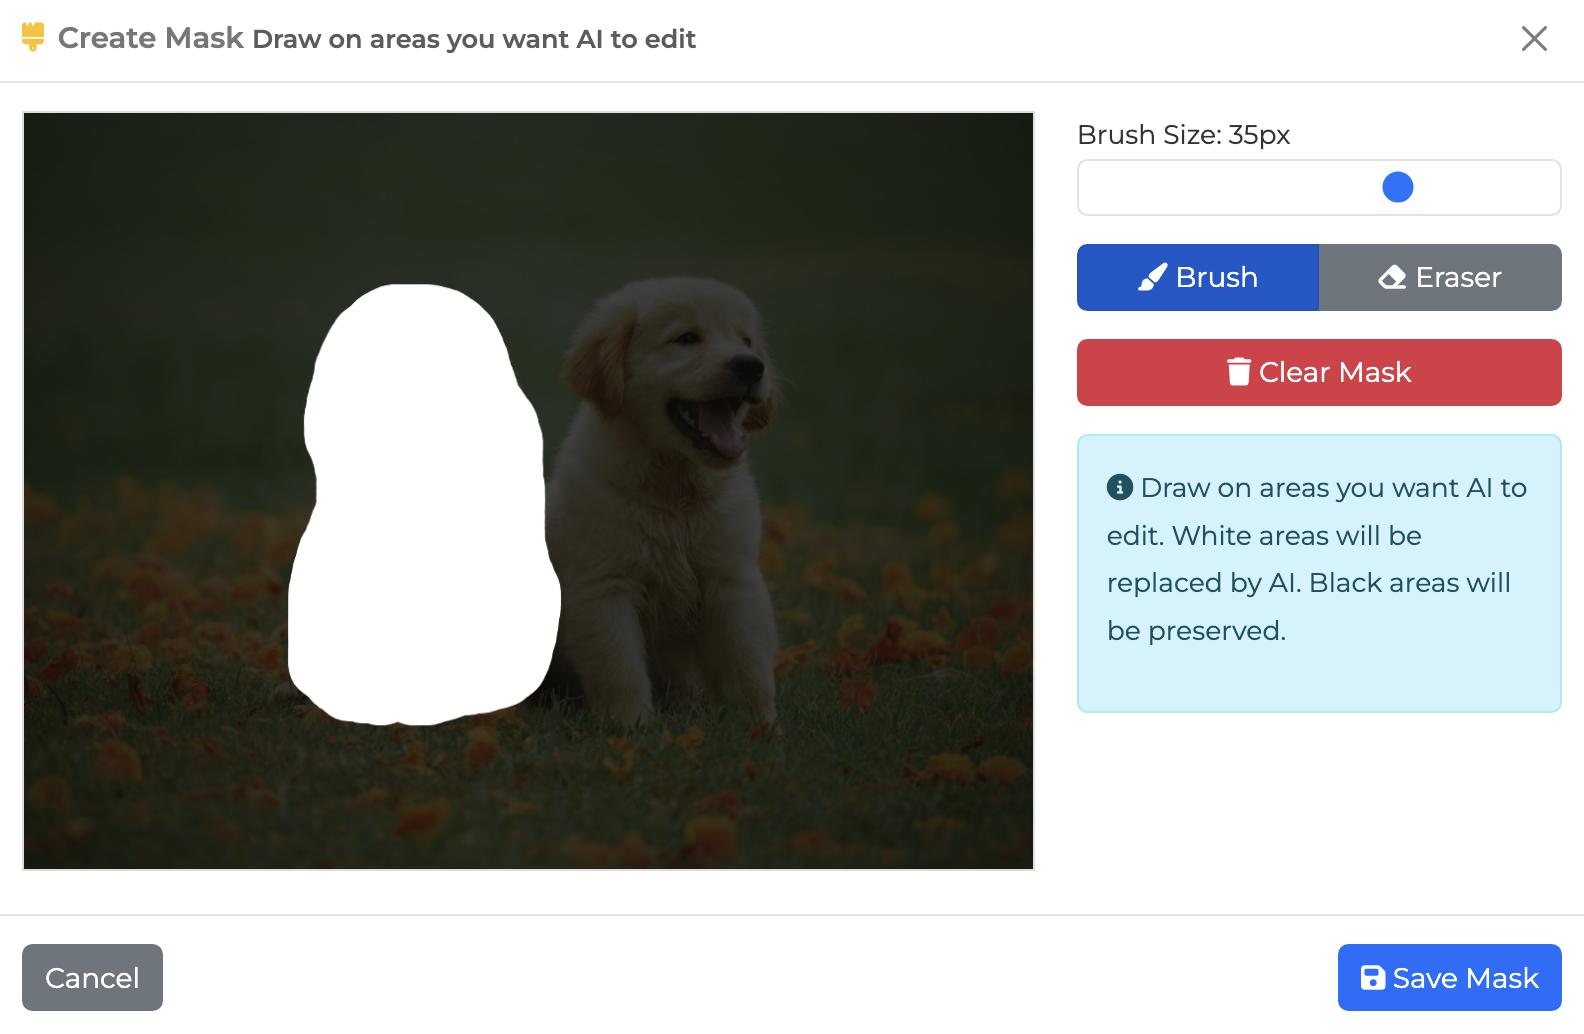 Create Mask Draw on areas you want AI to edit
Brush Size: 35px
Brush
Eraser
Clear Mask
Draw on areas you want AI to
edit. White areas will be
replaced by AI. Black areas will
be preserved.
Cancel
Save Mask